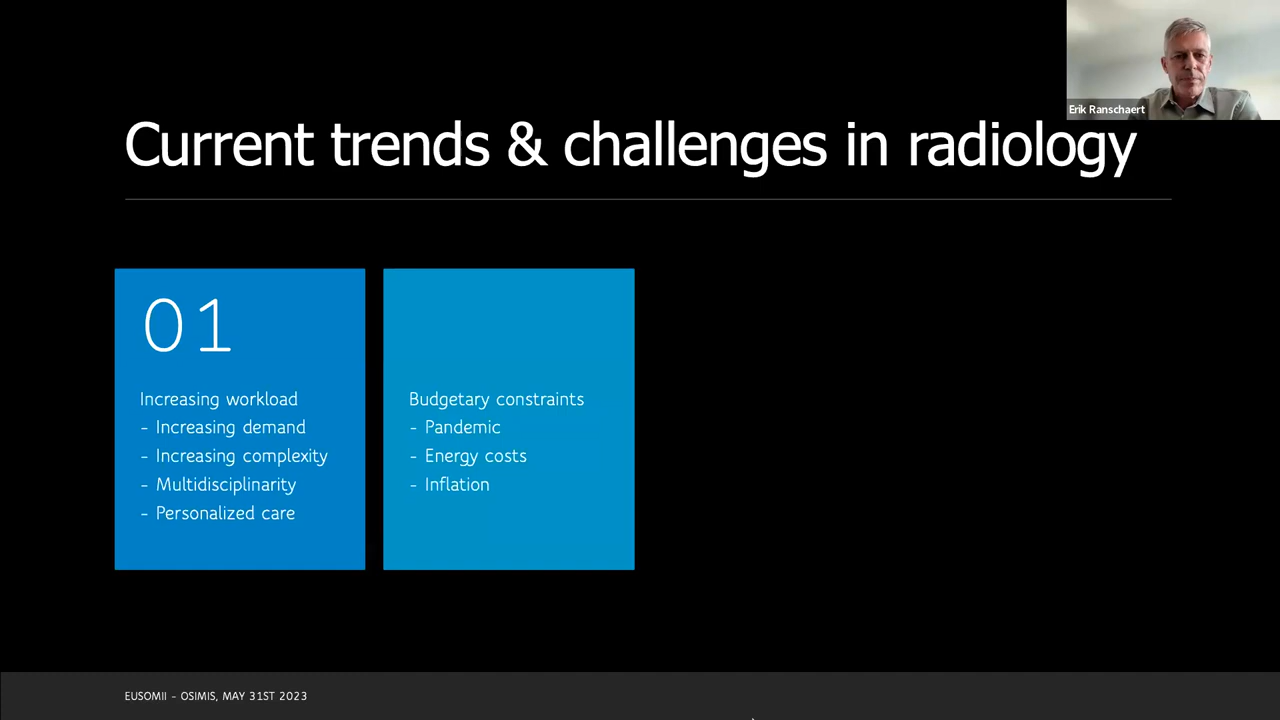 Erik Ranschaert
Current trends & challenges in radiology
01
Increasing workload
- Increasing demand
- Increasing complexity
- Multidisciplinarity
- Personalized care
Budgetary constraints
- Pandemic
- Energy costs
- Inflation
EUSOMII - OSIMIS, MAY 31ST 2023